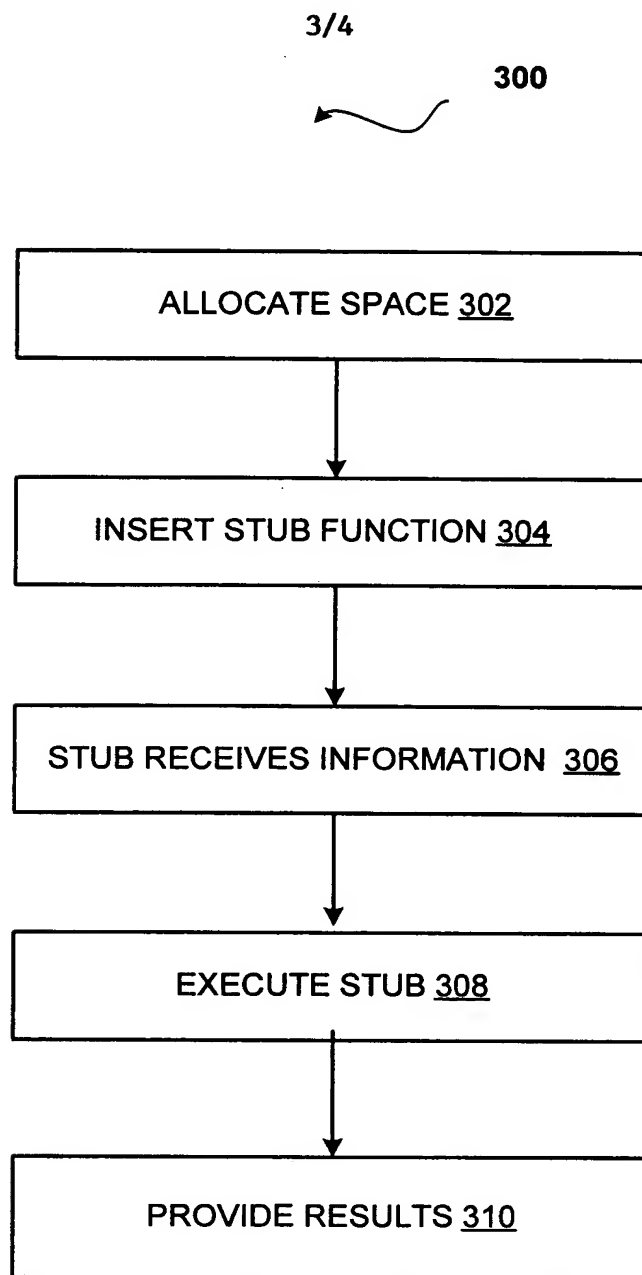 3/4
300
ALLOCATE SPACE 302
INSERT STUB FUNCTION 304
STUB RECEIVES INFORMATION 306
EXECUTE STUB 308
PROVIDE RESULTS 310